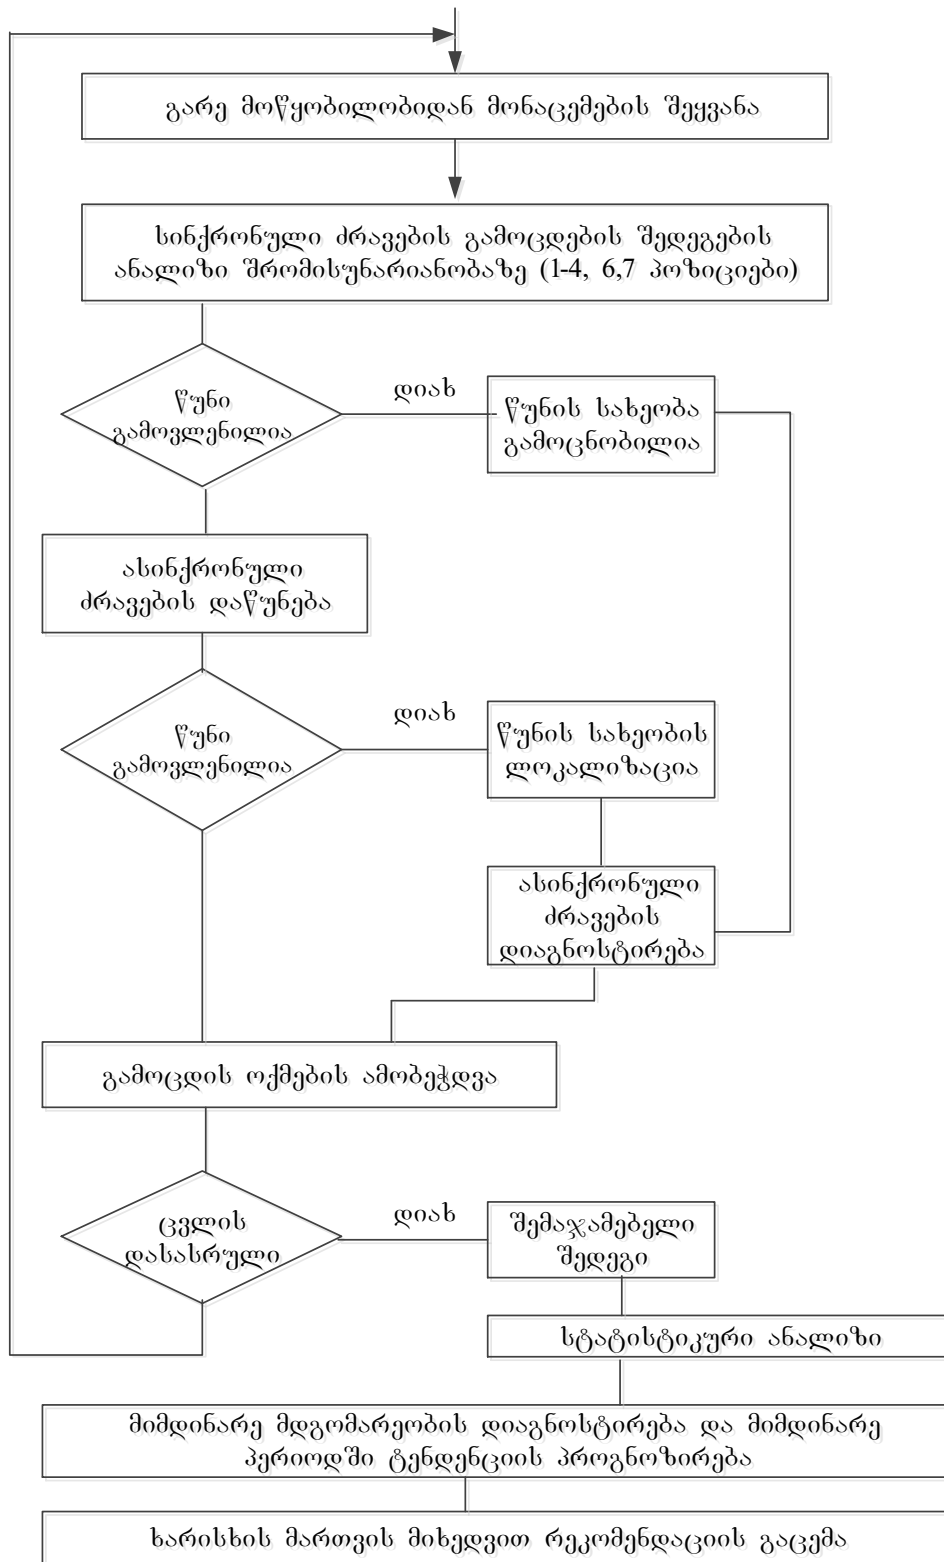 გარე მოწყობილობიდან მონაცემების შეყვანა
სინქრონული ძრავების გამოცდების შედეგების
ანალიზი შრომისუნარიანობაზე (1-4, 6,7 პოზიციები)
წუნი
გამოვლენილია
დიახ
წუნის სახეობა
გამოცნობილია
ასინქრონული
ძრავების დაწუნება
წუნი
გამოვლენილია
დიახ
წუნის სახეობის
ლოკალიზაცია
ასინქრონული
ძრავების
დიაგნოსტირება
გამოცდის ოქმების ამობეჭდვა
ცვლის
დასასრული
დიახ
შემაჯამებელი
შედეგი
სტატისტიკური ანალიზი
მიმდინარე მდგომარეობის დიაგნოსტირება და მიმდინარე
პერიოდში ტენდენციის პროგნოზირება
ხარისხის მართვის მიხედვით რეკომენდაციის გაცემა